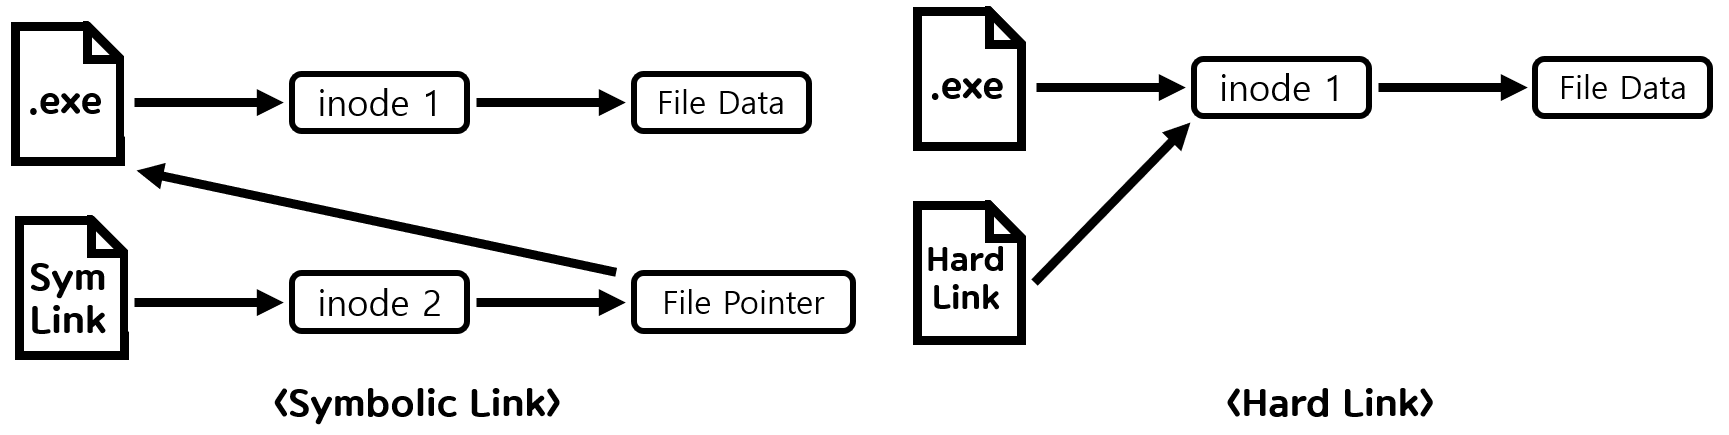 .exe
inode 1
File Data
Sym
Link
inode 2
File Pointer
<Symbolic Link>
.exe
inode 1
File Data
Hard
Link
<Hard Link>